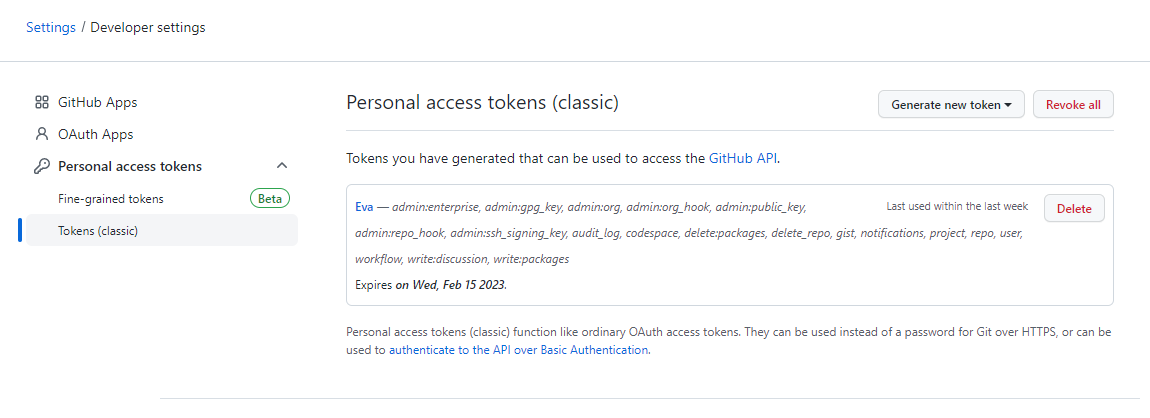 Settings / Developer settings
GitHub Apps
OAuth Apps
Personal access tokens
Fine-grained tokens Beta
Tokens (classic)
Personal access tokens (classic) Generate new token Revoke all
Tokens you have generated that can be used to access the GitHub API.
Eva — admin:enterprise, admin:gpg_key, admin:org, admin:org_hook, admin:public_key, Last used within the last week Delete
admin:repo_hook, admin:ssh_signing_key, audit_log, codespace, delete:packages, delete_repo, gist, notifications, project, repo, user,
workflow, write:discussion, write:packages
Expires on Wed, Feb 15 2023.
Personal access tokens (classic) function like ordinary OAuth access tokens. They can be used instead of a password for Git over HTTPS, or can be
used to authenticate to the API over Basic Authentication.